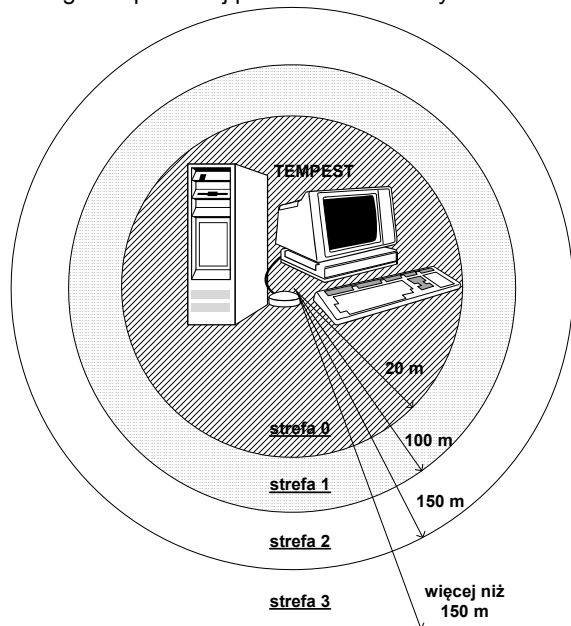 TEMPEST
20 m
strefa 0
100 m
strefa 1
150 m
strefa 2
więcej niż
150 m
strefa 3